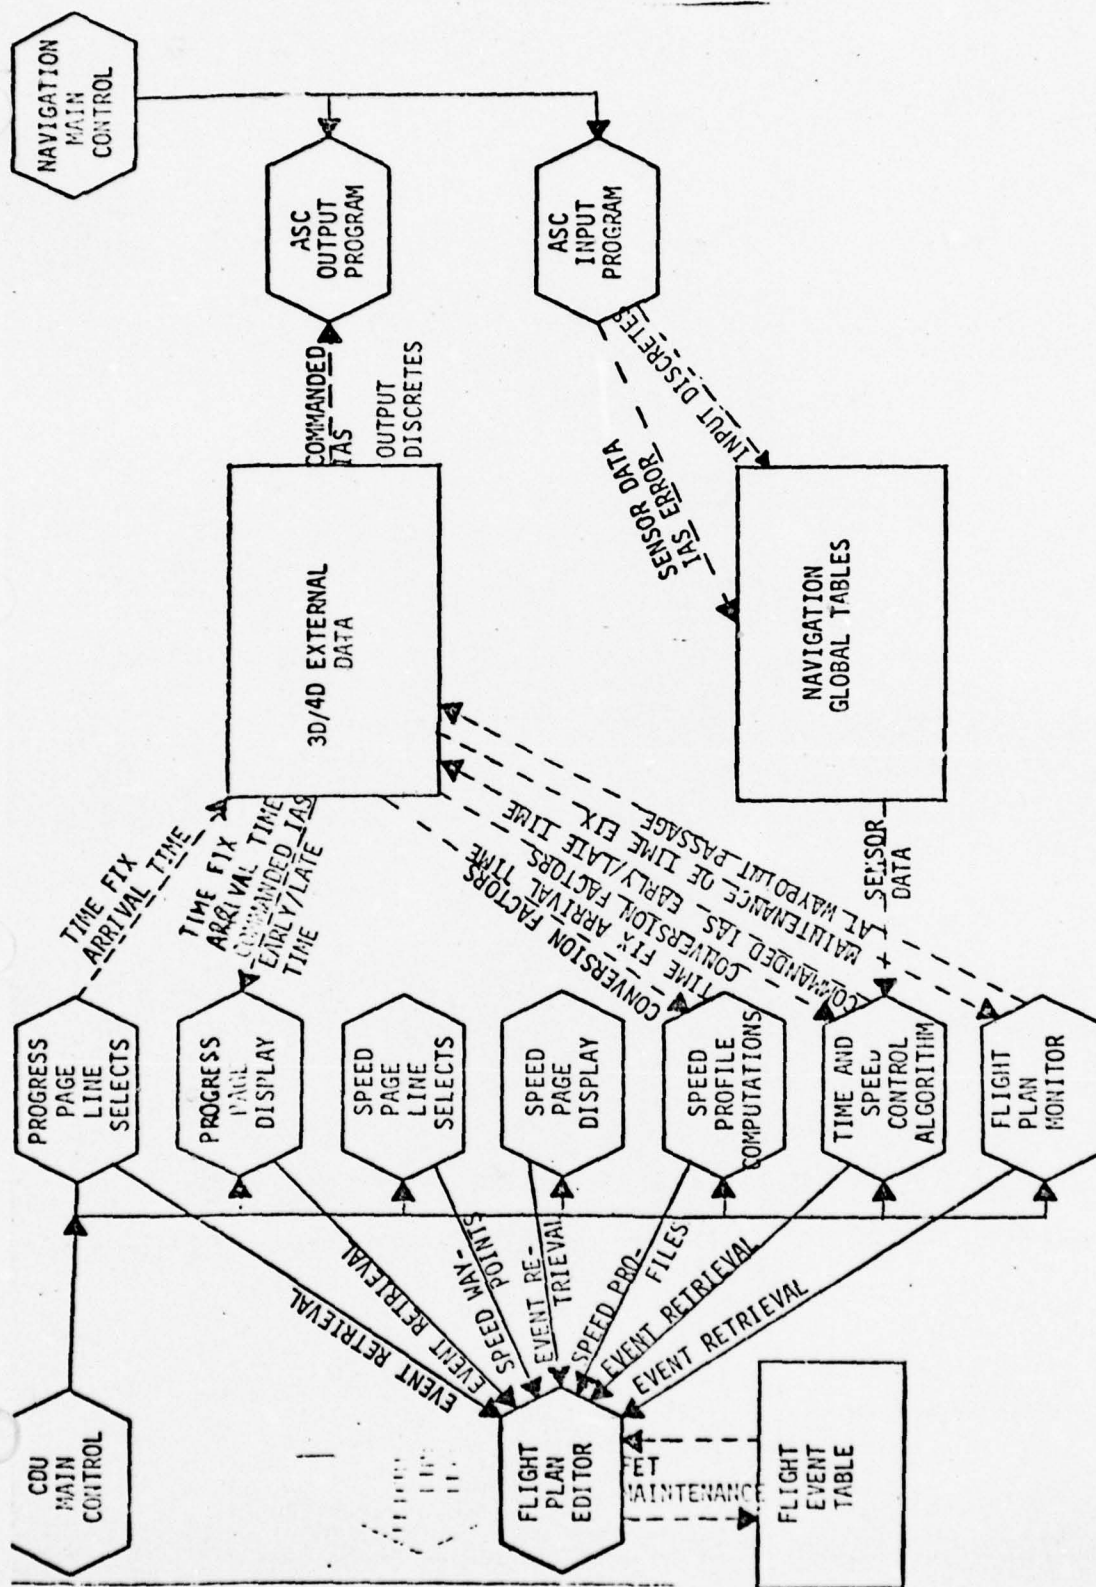 NAVIGATION
MAIN
CONTROL
ASC
OUTPUT
PROGRAM
ASC
INPUT
PROGRAM
COMMANDED
IAS
OUTPUT
DISCRETES
INPUT DISCRETES
SENSOR DATA
IAS ERROR
3D/4D EXTERNAL
DATA
NAVIGATION
GLOBAL TABLES
TIME FIX
ARRIVAL TIME
TIME FIX
ARRIVAL TIME
COMMANDED IAS
EARLY/LATE
TIME
CONVERSION FACTORS
TIME FIX ARRIVAL TIME
CONVERSION FACTORS
COMMANDED IAS EARLY/LATE TIME
MAINTENANCE OF TIME FIX
AT WAYPOINT PASSAGE
SENSOR
DATA
PROGRESS
PAGE
LINE
SELECTS
PROGRESS
PAGE
DISPLAY
SPEED
PAGE
LINE
SELECTS
SPEED
PAGE
DISPLAY
SPEED
PROFILE
COMPUTATIONS
TIME AND
SPEED
CONTROL
ALGORITHM
FLIGHT
PLAN
MONITOR
EVENT RETRIEVAL
EVENT RETRIEVAL
SPEED WAY-
POINTS
EVENT RE-
TRIEVAL
SPEED PRO-
FILES
EVENT RETRIEVAL
EVENT RETRIEVAL
CDU
MAIN
CONTROL
FLIGHT
PLAN
EDITOR
FET
MAINTENANCE
FLIGHT
EVENT
TABLE